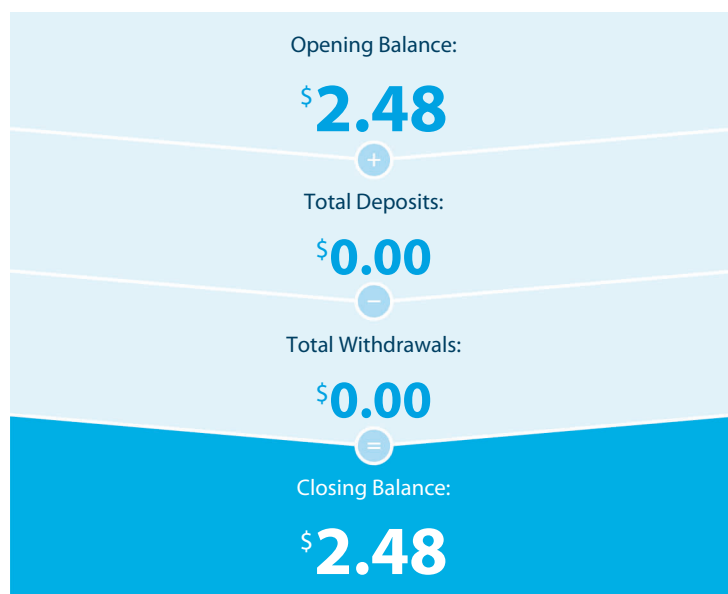 Opening Balance:
$2.48
+
Total Deposits:
$0.00
−
Total Withdrawals:
$0.00
=
Closing Balance:
$2.48